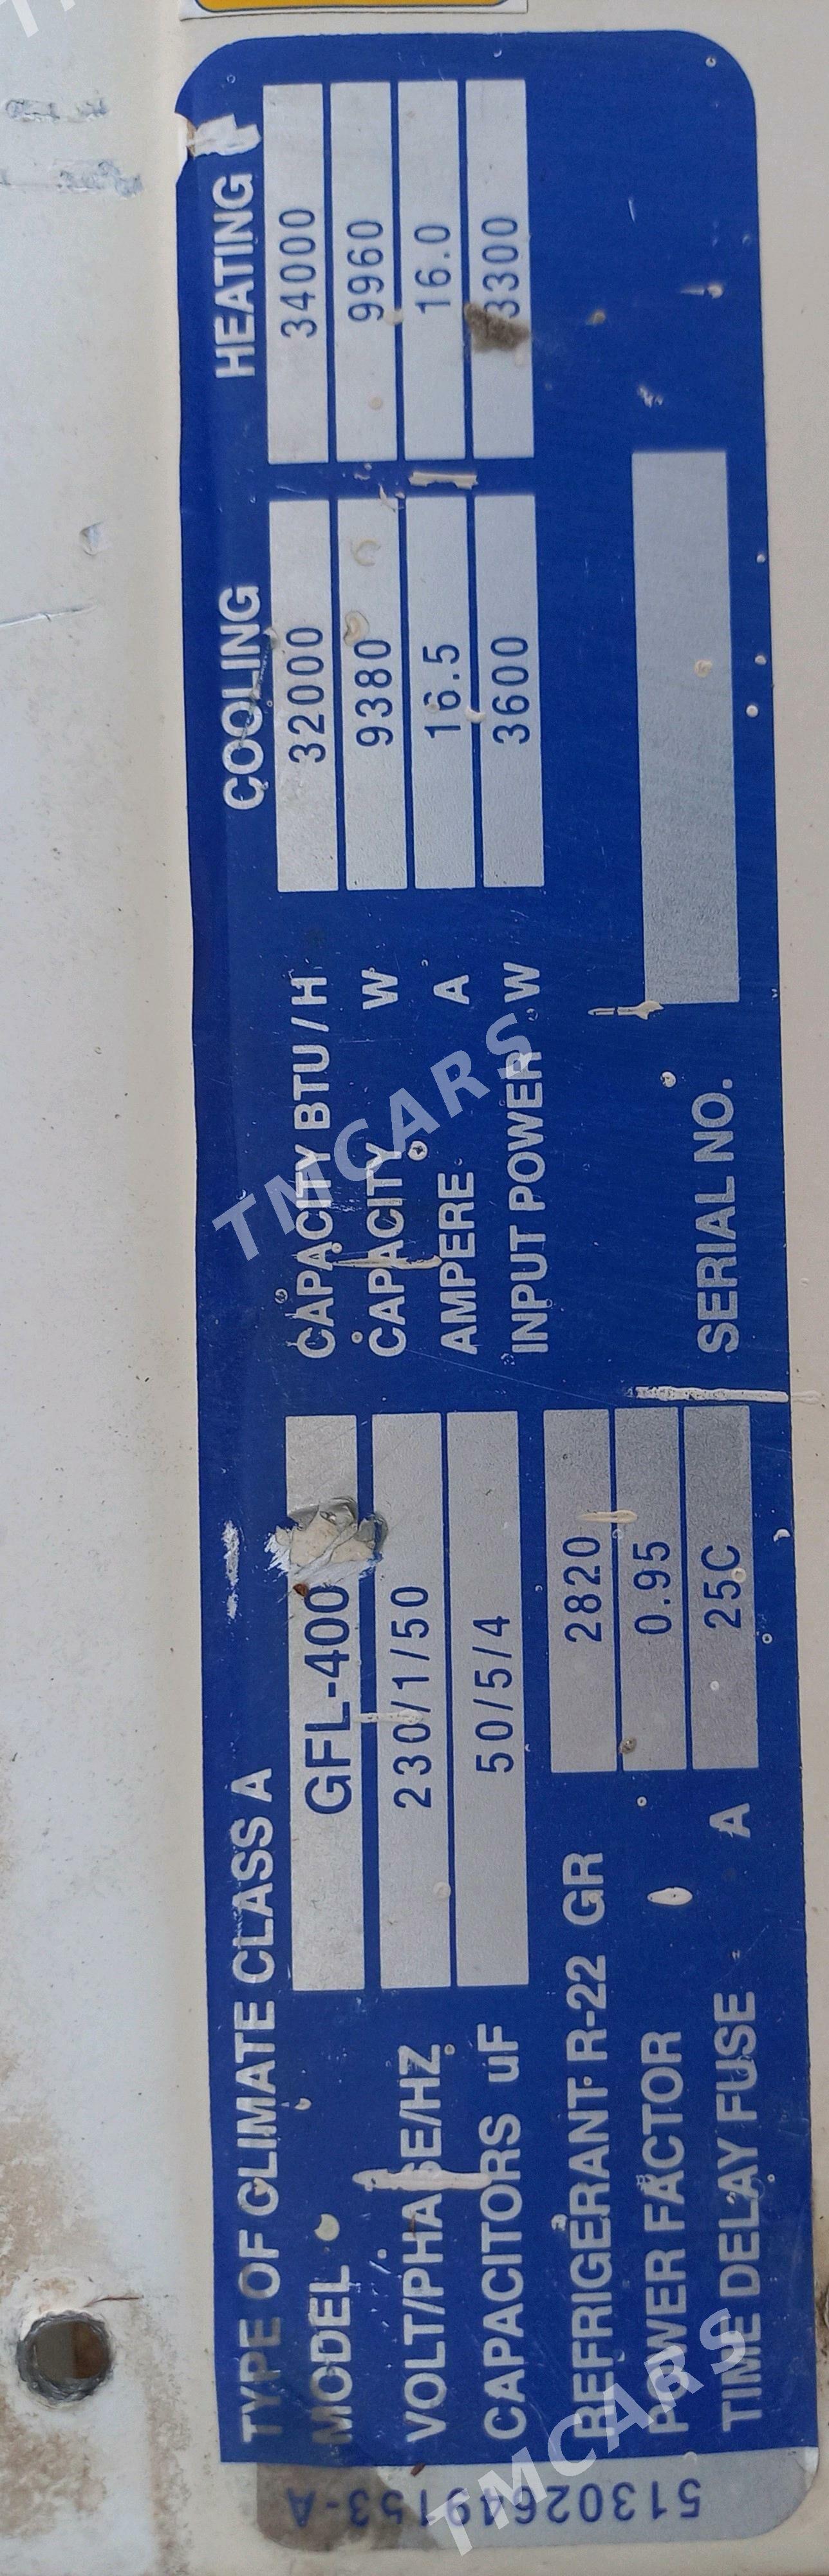 TYPE OF CLIMATE CLASS A
MODEL GFL-400
VOLT/PHASE/HZ 230/1/50
CAPACITORS uF 50/5/4
REFRIGERANT R-22 GR 2820
POWER FACTOR 0.95
TIME DELAY FUSE A 25C
COOLING HEATING
CAPACITY BTU/H 32000 34000
CAPACITY W 9380 9960
AMPERE A 16.5 16.0
INPUT POWER W 3600 3300
SERIAL NO.
51302649153-A
TMCARS
TMCARS